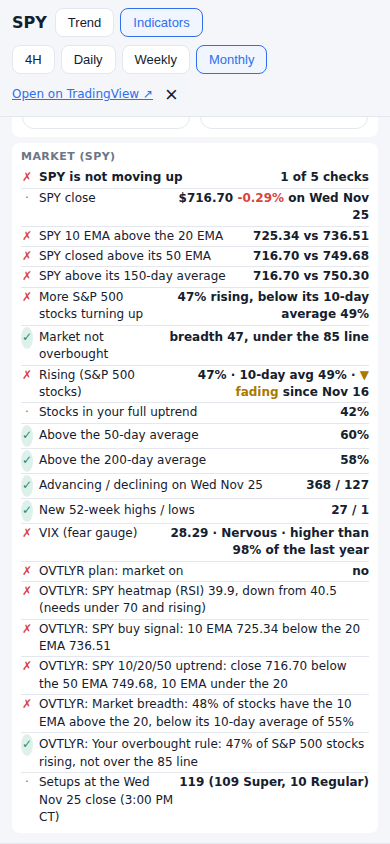 SPY Trend Indicators
4H Daily Weekly Monthly
Open on TradingView ↗ ✕
MARKET (SPY)
✗ SPY is not moving up 1 of 5 checks
· SPY close $716.70 -0.29% on Wed Nov
25
✗ SPY 10 EMA above the 20 EMA 725.34 vs 736.51
✗ SPY closed above its 50 EMA 716.70 vs 749.68
✗ SPY above its 150-day average 716.70 vs 750.30
✗ More S&P 500 47% rising, below its 10-day
stocks turning up average 49%
✓ Market not breadth 47, under the 85 line
overbought
✗ Rising (S&P 500 47% · 10-day avg 49% · ▼
stocks) fading since Nov 16
· Stocks in your full uptrend 42%
✓ Above the 50-day average 60%
✓ Above the 200-day average 58%
✓ Advancing / declining on Wed Nov 25 368 / 127
✓ New 52-week highs / lows 27 / 1
✗ VIX (fear gauge) 28.29 · Nervous · higher than
98% of the last year
✗ OVTLYR plan: market on no
✗ OVTLYR: SPY heatmap (RSI) 39.9, down from 40.5
(needs under 70 and rising)
✗ OVTLYR: SPY buy signal: 10 EMA 725.34 below the 20
EMA 736.51
✗ OVTLYR: SPY 10/20/50 uptrend: close 716.70 below
the 50 EMA 749.68, 10 EMA under the 20
✗ OVTLYR: Market breadth: 48% of stocks have the 10
EMA above the 20, below its 10-day average of 55%
✓ OVTLYR: Your overbought rule: 47% of S&P 500 stocks
rising, not over the 85 line
· Setups at the Wed 119 (109 Super, 10 Regular)
Nov 25 close (3:00 PM
CT)